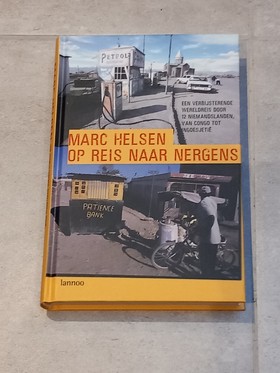 PETROL
EEN VERBIJSTERENDE
WERELDREIS DOOR
12 NIEMANDSLANDEN,
VAN CONGO TOT
INGOESJETIË
MARC HELSEN
OP REIS NAAR NERGENS
PATIENCE
BANK
lannoo